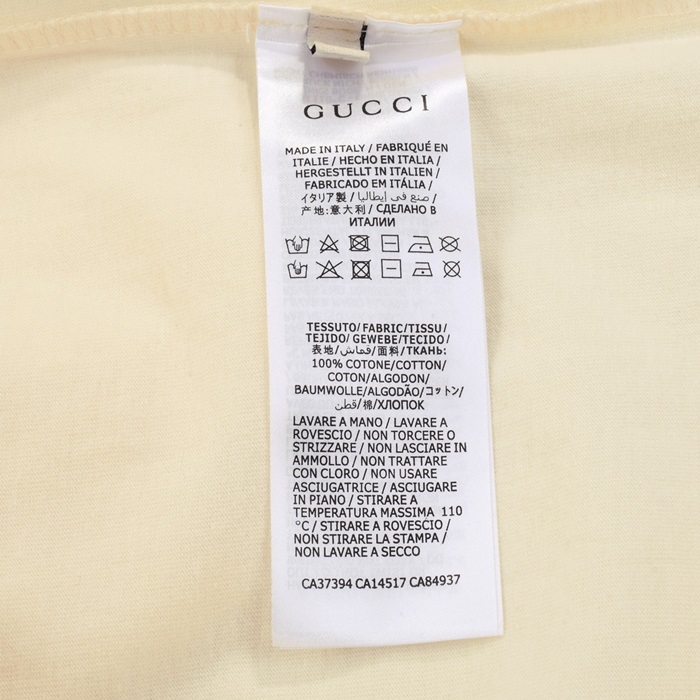 GUCCI
MADE IN ITALY / FABRIQUÉ EN
ITALIE / HECHO EN ITALIA /
HERGESTELLT IN ITALIEN /
FABRICADO EM ITÁLIA /
イタリア製 / صنع في إيطاليا /
产地:意大利 / СДЕЛАНО В
ИТАЛИИ
TESSUTO/ FABRIC/TISSU/
TEJIDO/ GEWEBE/TECIDO/
表地/قماش/面料/ТКАНЬ:
100% COTONE/COTTON/
COTON/ALGODON/
BAUMWOLLE/ALGODÃO/コットン/
قطن/棉/ХЛОПОК
LAVARE A MANO / LAVARE A
ROVESCIO / NON TORCERE O
STRIZZARE / NON LASCIARE IN
AMMOLLO / NON TRATTARE
CON CLORO / NON USARE
ASCIUGATRICE / ASCIUGARE
IN PIANO / STIRARE A
TEMPERATURA MASSIMA 110
°C / STIRARE A ROVESCIO /
NON STIRARE LA STAMPA /
NON LAVARE A SECCO
CA37394 CA14517 CA84937